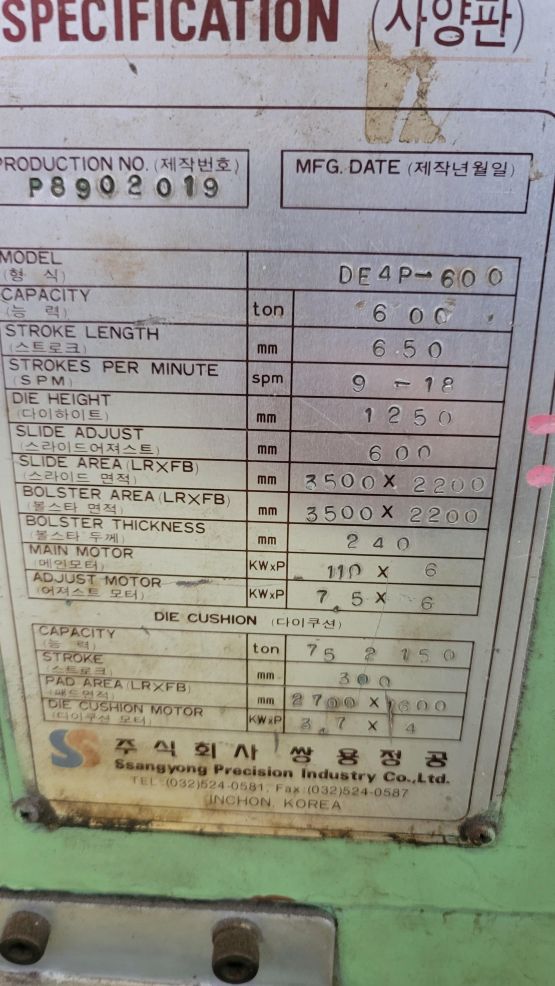 SPECIFICATION (사양판)
PRODUCTION NO. (제작번호)
P8902019
MFG. DATE (제작년월일)
MODEL
(형 식)
DE4P-600
CAPACITY
(능 력)
ton
600
STROKE LENGTH
(스트로크)
mm
650
STROKES PER MINUTE
(SPM)
spm
9 - 18
DIE HEIGHT
(다이하이트)
mm
1250
SLIDE ADJUST
(스라이드어져스트)
mm
600
SLIDE AREA (LR×FB)
(스라이드 면적)
mm
3500 × 2200
BOLSTER AREA (LR×FB)
(볼스타 면적)
mm
3500 × 2200
BOLSTER THICKNESS
(볼스타 두께)
mm
240
MAIN MOTOR
(메인모터)
KW×P
110 × 6
ADJUST MOTOR
(어져스트 모터)
KW×P
7.5 × 6
DIE CUSHION (다이쿠션)
CAPACITY
(능 력)
ton
75 2 150
STROKE
(스트로크)
mm
300
PAD AREA (LR×FB)
(패드면적)
mm
2700 ×
DIE CUSHION MOTOR
(다이쿠션 모터)
KW×P
3.7 × 4
주식회사 쌍용정공
Ssangyong Precision Industry Co.,Ltd.
TEL:(032)524-0581, Fax:(032)524-0587
INCHON, KOREA